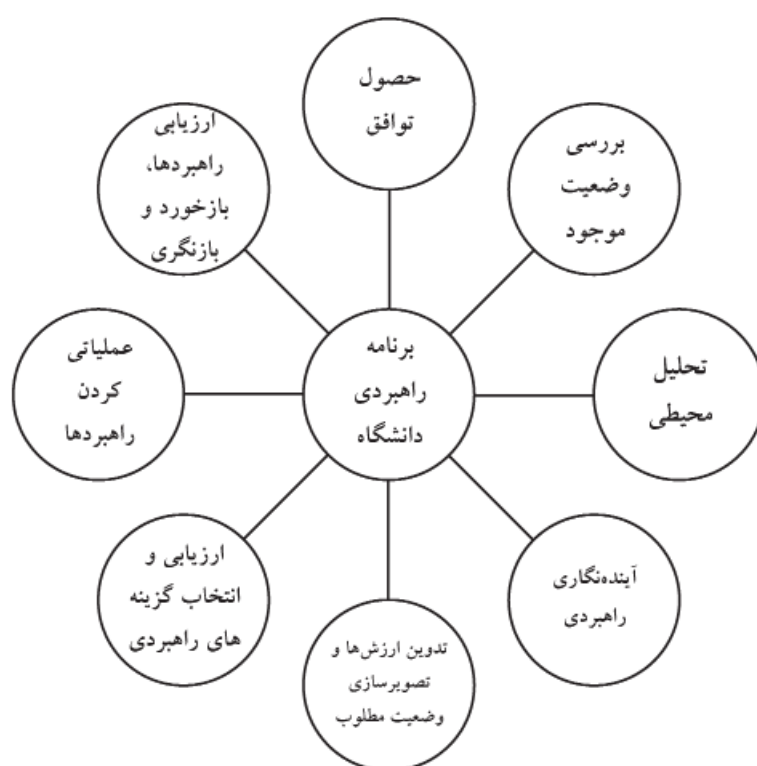 حصول
توافق
بررسی
وضعیت
موجود
تحلیل
محیطی
آینده‌نگاری
راهبردی
تدوین ارزش‌ها و
تصویرسازی
وضعیت مطلوب
ارزیابی و
انتخاب گزینه
های راهبردی
عملیاتی
کردن
راهبردها
ارزیابی
راهبردها،
بازخورد و
بازنگری
برنامه
راهبردی
دانشگاه